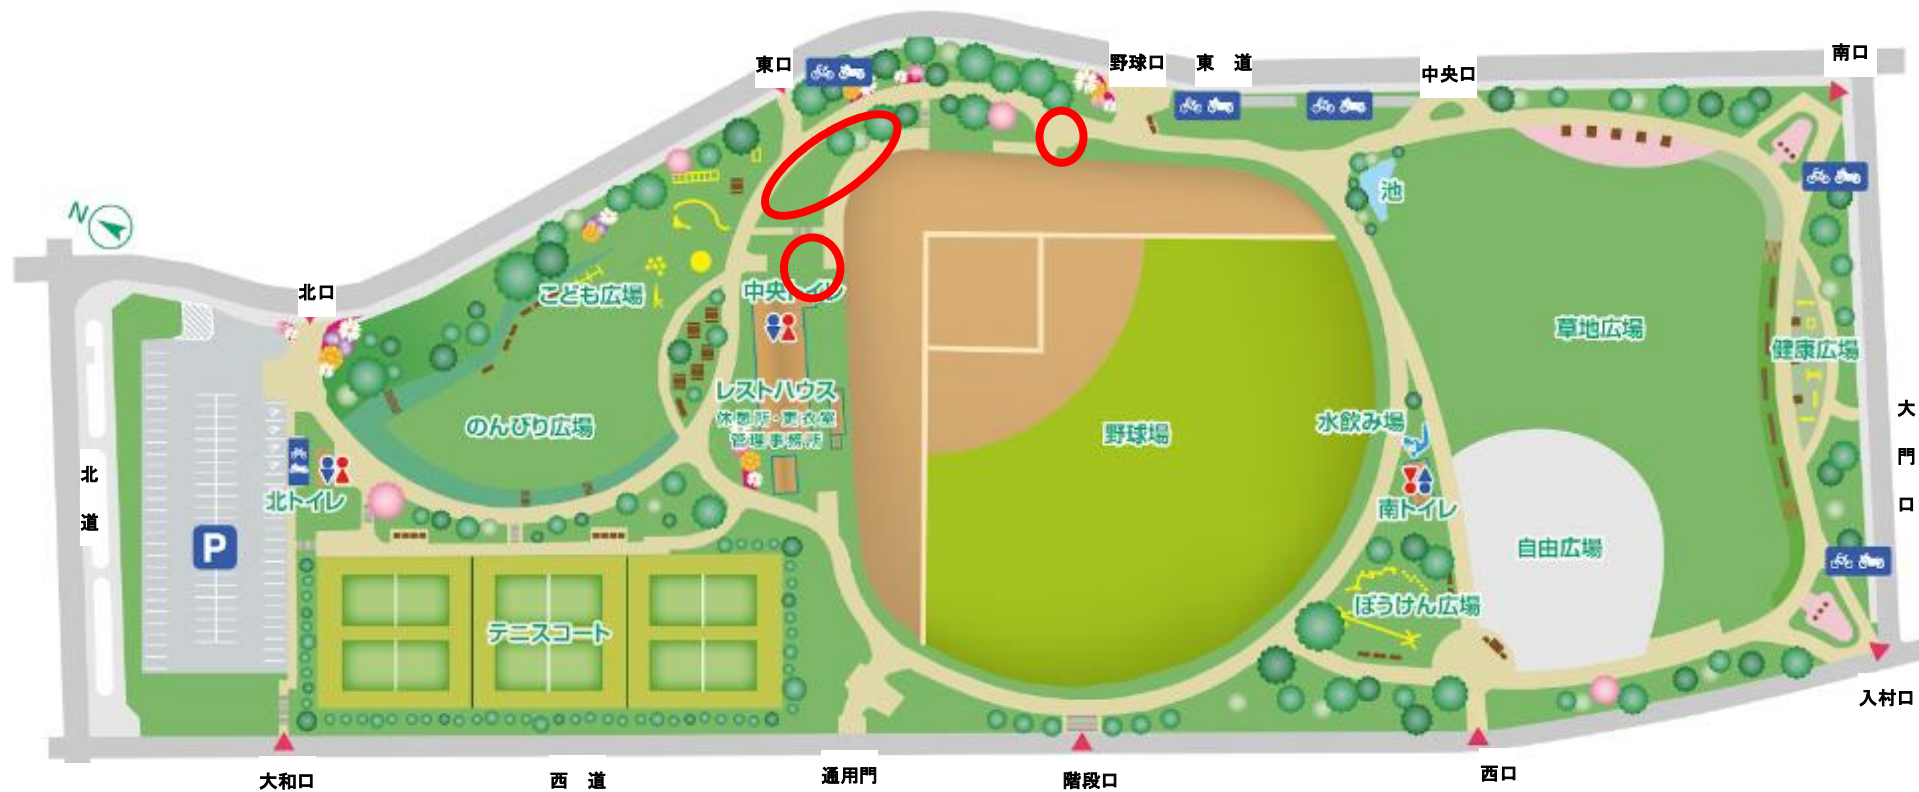 南口
東口
野球口
東 道
中央口
池
N
北口
こども広場
中央トイレ
草地広場
健康広場
レストハウス
休憩所・更衣室
管理事務所
のんびり広場
野球場
水飲み場
大門口
北道
北トイレ
南トイレ
P
自由広場
ぼうけん広場
テニスコート
入村口
大和口
西 道
通用門
階段口
西口